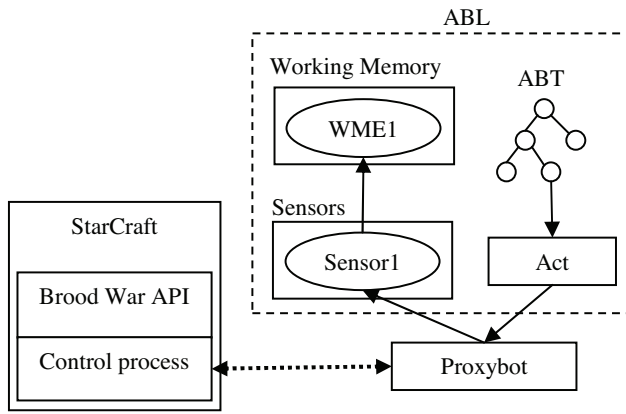 ABL
Working Memory
ABT
WME1
Sensors
StarCraft
Sensor1
Act
Brood War API
Control process
Proxybot